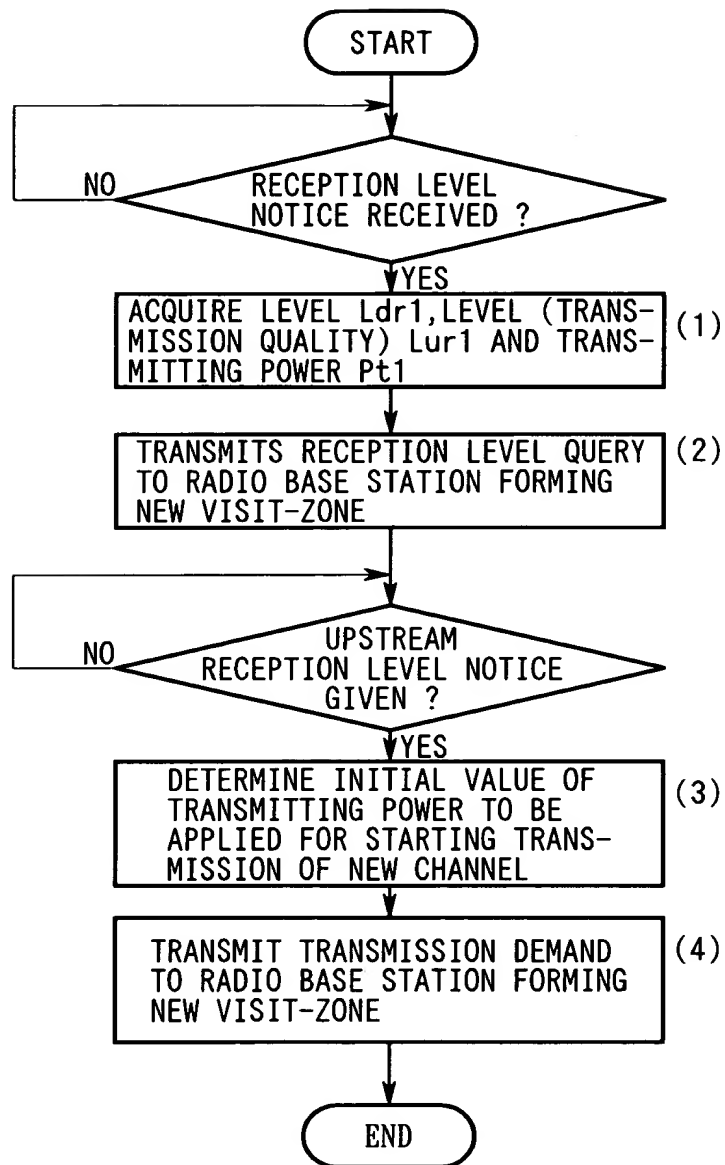 START
RECEPTION LEVEL
NOTICE RECEIVED ?
NO
YES
ACQUIRE LEVEL Ldr1,LEVEL (TRANS-
MISSION QUALITY) Lur1 AND TRANS-
MITTING POWER Pt1
(1)
TRANSMITS RECEPTION LEVEL QUERY
TO RADIO BASE STATION FORMING
NEW VISIT-ZONE
(2)
UPSTREAM
RECEPTION LEVEL NOTICE
GIVEN ?
NO
YES
DETERMINE INITIAL VALUE OF
TRANSMITTING POWER TO BE
APPLIED FOR STARTING TRANS-
MISSION OF NEW CHANNEL
(3)
TRANSMIT TRANSMISSION DEMAND
TO RADIO BASE STATION FORMING
NEW VISIT-ZONE
(4)
END